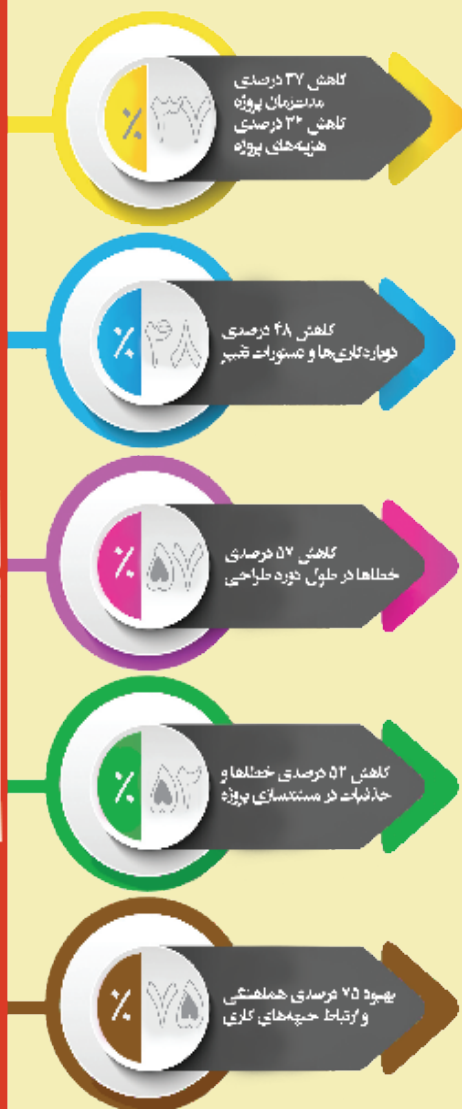 ٪ ۳۷
کاهش ۳۷ درصدی
مدت‌زمان پروژه
کاهش ۳۲ درصدی
هزینه‌های پروژه
٪ ۴۸
کاهش ۴۸ درصدی
دوباره‌کاری‌ها و دستورات تغییر
٪ ۵۷
کاهش ۵۷ درصدی
خطاها در طول دوره طراحی
٪ ۵۲
کاهش ۵۲ درصدی خطاها و
حذفیات در مستندسازی پروژه
٪ ۷۵
بهبود ۷۵ درصدی هماهنگی
و ارتباط جبهه‌های کاری